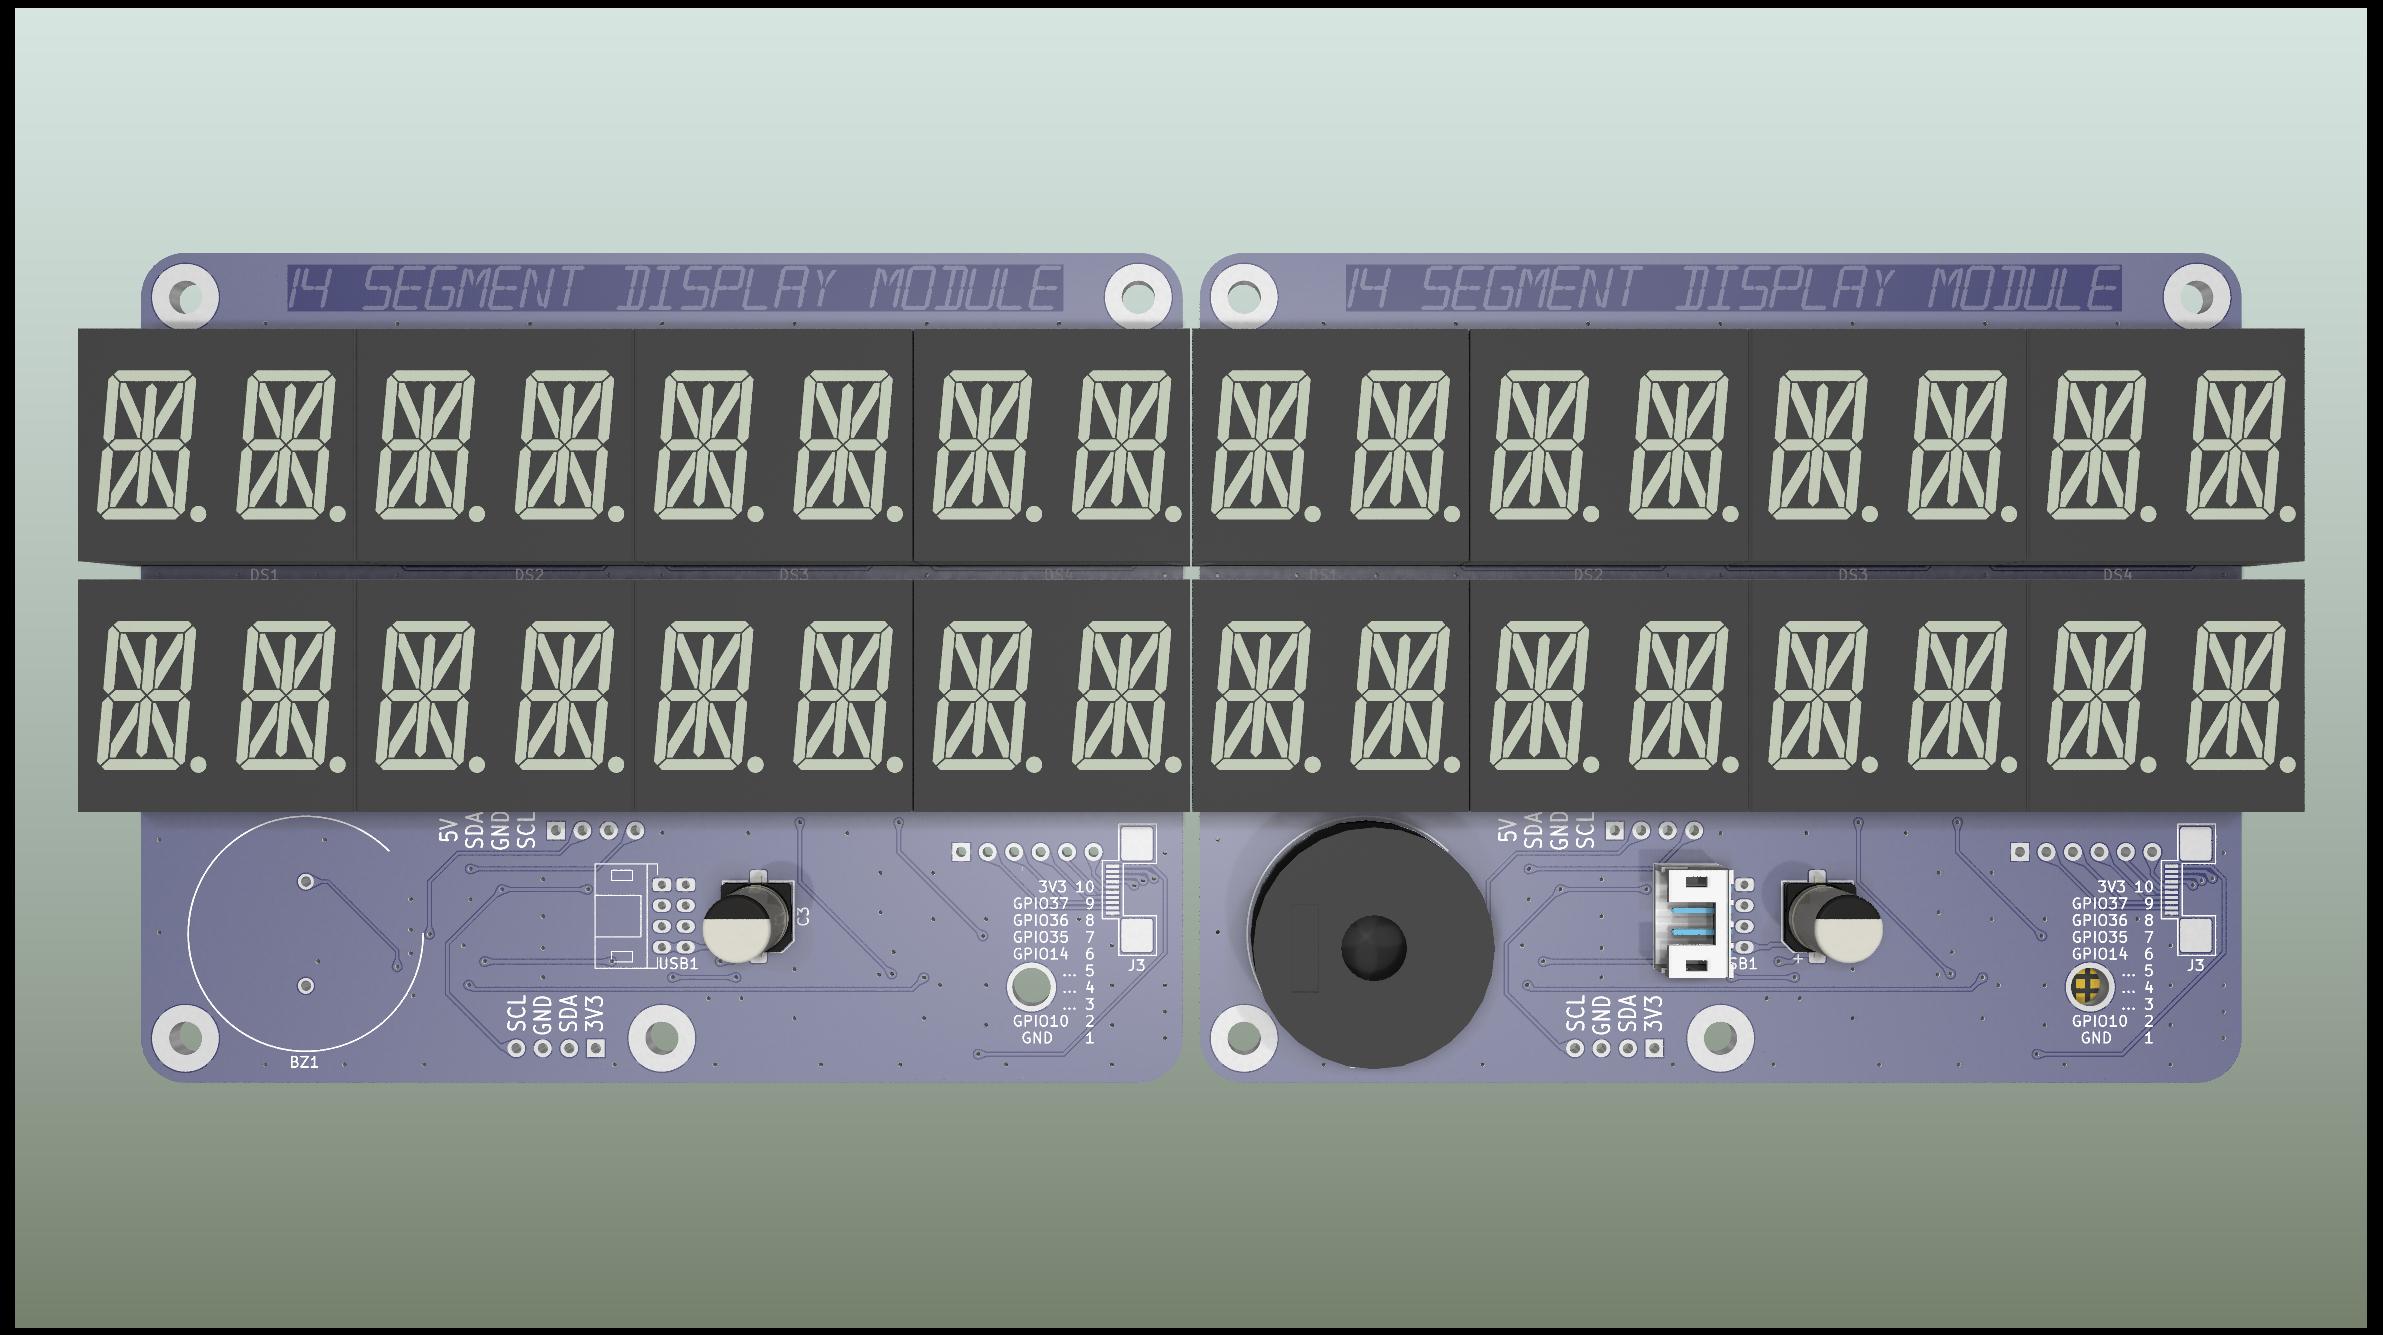 14 SEGMENT DISPLAY MODULE
14 SEGMENT DISPLAY MODULE
DS1 DS2 DS3 DS4
DS1 DS2 DS3 DS4
5V
SDA
GND
SCL
3V3 10
GPIO37 9
GPIO36 8
GPIO35 7
GPIO14 6
... 5
... 4
... 3
GPIO10 2
GND 1
J3
C3
USB1
SCL
GND
SDA
3V3
BZ1
5V
SDA
GND
SCL
3V3 10
GPIO37 9
GPIO36 8
GPIO35 7
GPIO14 6
... 5
... 4
... 3
GPIO10 2
GND 1
J3
+
SB1
SCL
GND
SDA
3V3